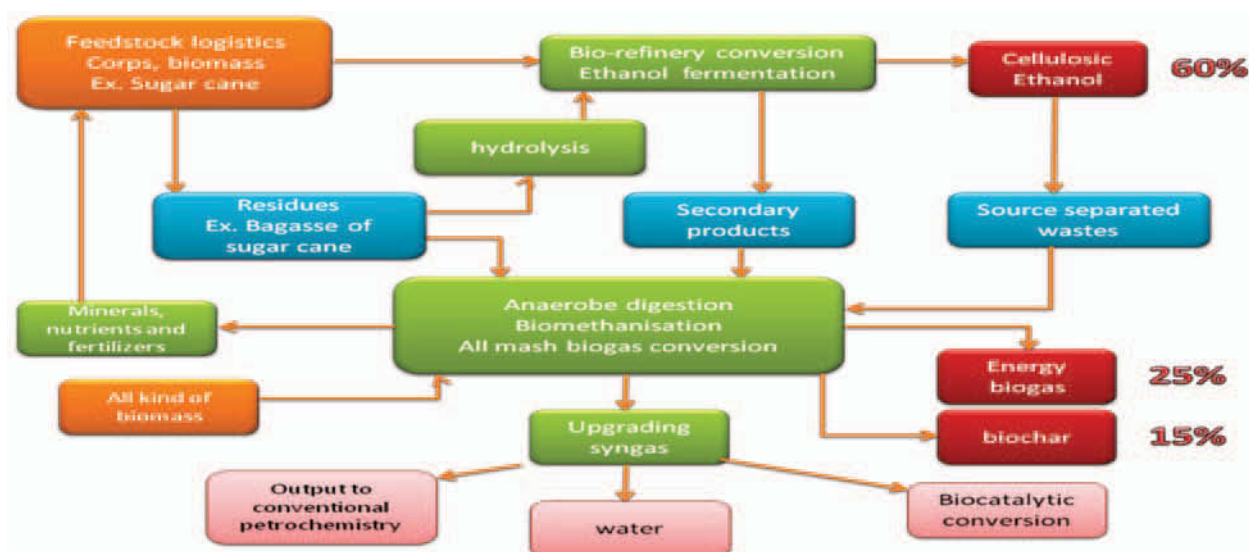 Feedstock logistics
Corps, biomass
Ex. Sugar cane
Bio-refinery conversion
Ethanol fermentation
Cellulosic
Ethanol
60%
hydrolysis
Residues
Ex. Bagasse of
sugar cane
Secondary
products
Source separated
wastes
Minerals,
nutrients and
fertilizers
Anaerobe digestion
Biomethanisation
All mash biogas conversion
Energy
biogas
25%
All kind of
biomass
biochar
15%
Upgrading
syngas
Output to
conventional
petrochemistry
water
Biocatalytic
conversion